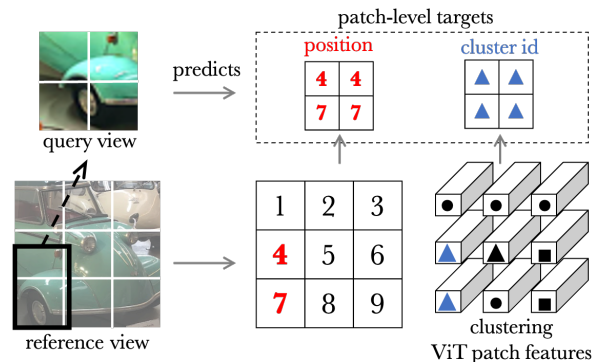 patch-level targets
position
cluster id
predicts
4 4
7 7
query view
1 2 3
4 5 6
7 8 9
reference view
clustering
ViT patch features